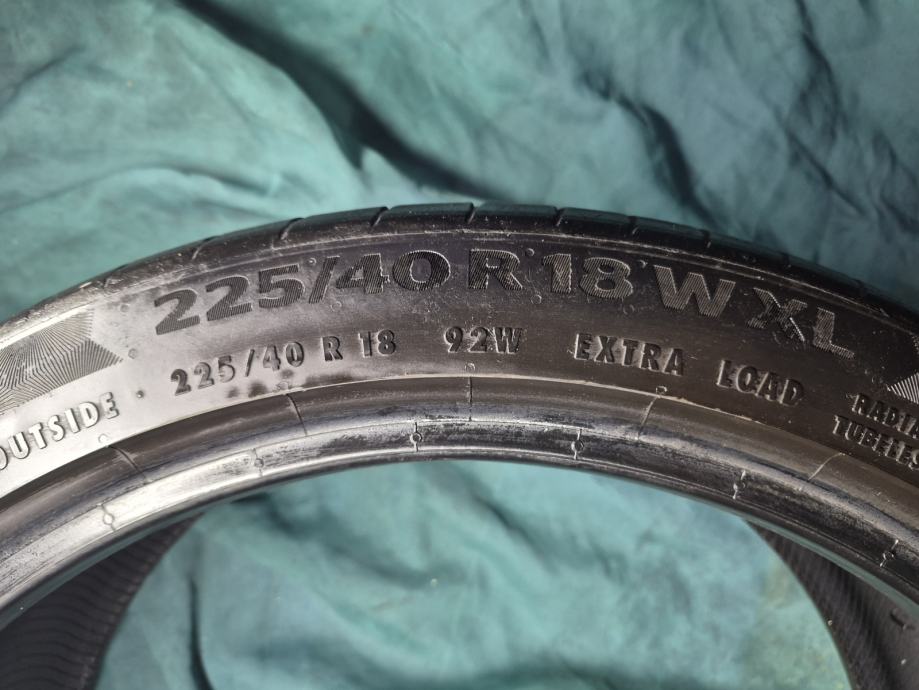 225/40 R 18 W XL
OUTSIDE 225/40 R 18 92W EXTRA LOAD